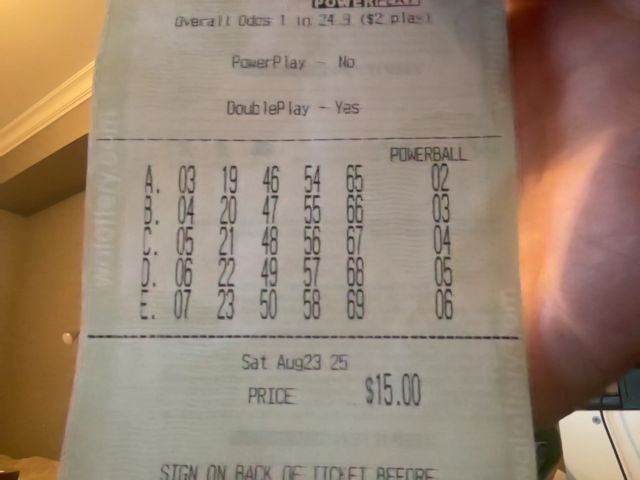 POWERPLAY
Overall Odds 1 in 24.9 ($2 play)
PowerPlay - No
DoublePlay - Yes
POWERBALL
A. 03 19 46 54 65 02
B. 04 20 47 55 66 03
C. 05 21 48 56 67 04
D. 06 22 49 57 68 05
E. 07 23 50 58 69 06
Sat Aug23 25
PRICE $15.00
SIGN ON BACK OF TICKET BEFORE